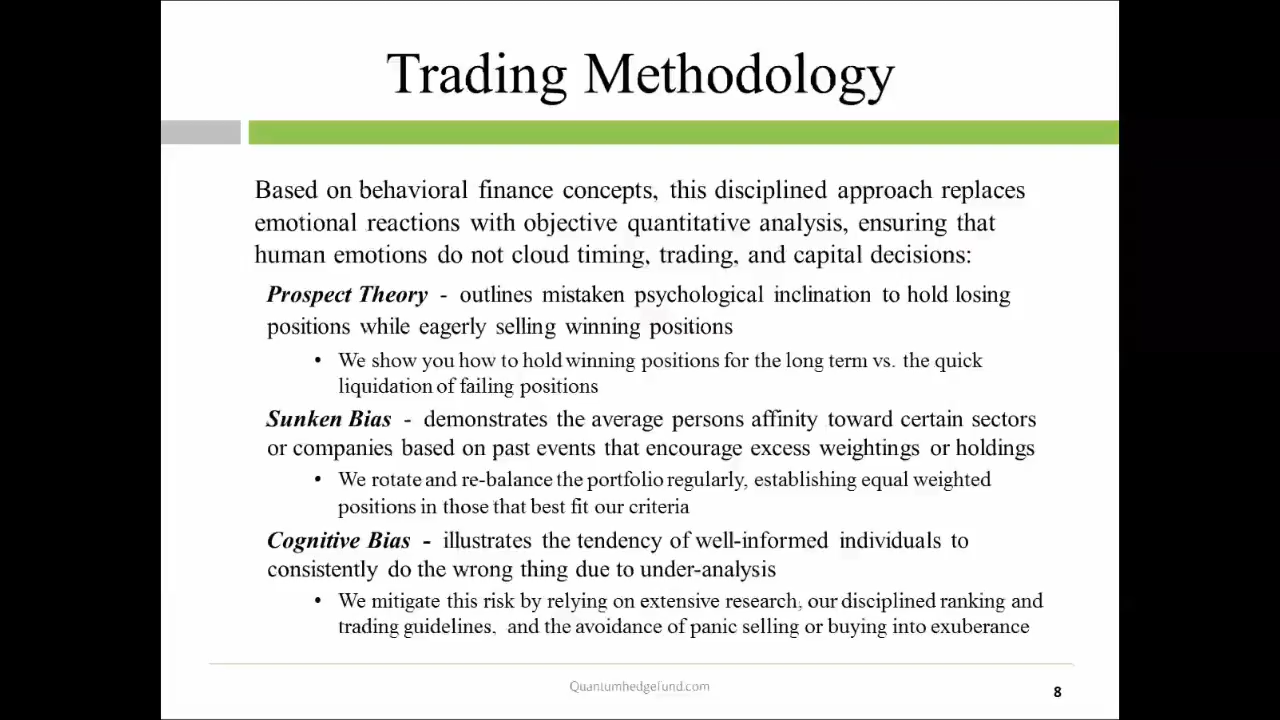 Trading Methodology
Based on behavioral finance concepts, this disciplined approach replaces
emotional reactions with objective quantitative analysis, ensuring that
human emotions do not cloud timing, trading, and capital decisions:
Prospect Theory - outlines mistaken psychological inclination to hold losing
positions while eagerly selling winning positions
• We show you how to hold winning positions for the long term vs. the quick
liquidation of failing positions
Sunken Bias - demonstrates the average persons affinity toward certain sectors
or companies based on past events that encourage excess weightings or holdings
• We rotate and re-balance the portfolio regularly, establishing equal weighted
positions in those that best fit our criteria
Cognitive Bias - illustrates the tendency of well-informed individuals to
consistently do the wrong thing due to under-analysis
• We mitigate this risk by relying on extensive research, our disciplined ranking and
trading guidelines, and the avoidance of panic selling or buying into exuberance
Quantumhedgefund.com
8